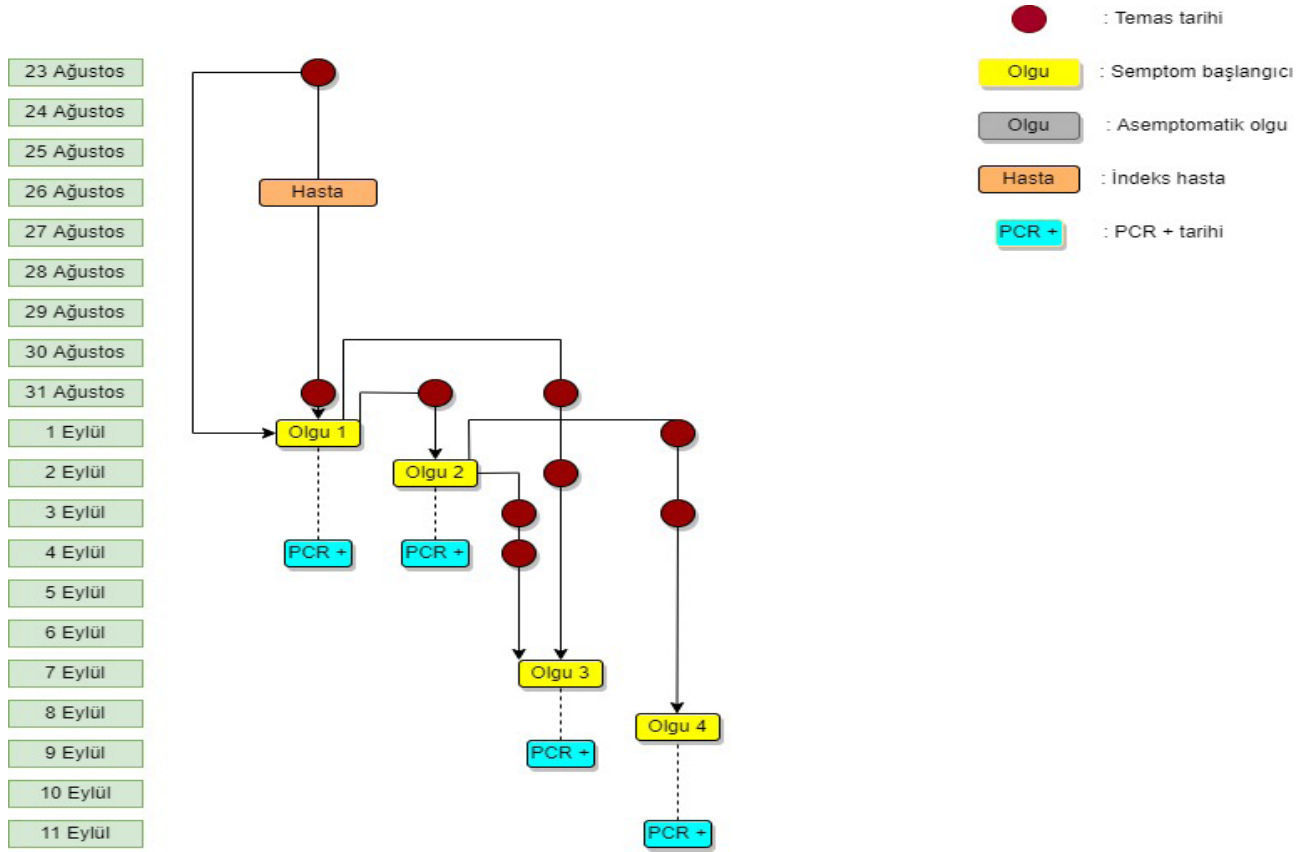 : Temas tarihi
23 Ağustos
Olgu : Semptom başlangıcı
24 Ağustos
Olgu : Asemptomatik olgu
25 Ağustos
26 Ağustos
Hasta
Hasta : İndeks hasta
27 Ağustos
PCR + : PCR + tarihi
28 Ağustos
29 Ağustos
30 Ağustos
31 Ağustos
1 Eylül
Olgu 1
2 Eylül
Olgu 2
3 Eylül
4 Eylül
PCR +
PCR +
5 Eylül
6 Eylül
7 Eylül
Olgu 3
8 Eylül
Olgu 4
9 Eylül
PCR +
10 Eylül
11 Eylül
PCR +